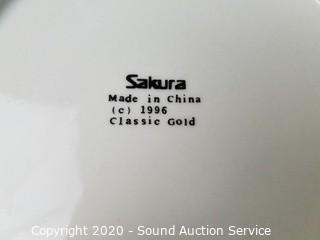 Sakura
Made in China
(c) 1996
Classic Gold
Copyright 2020 - Sound Auction Service